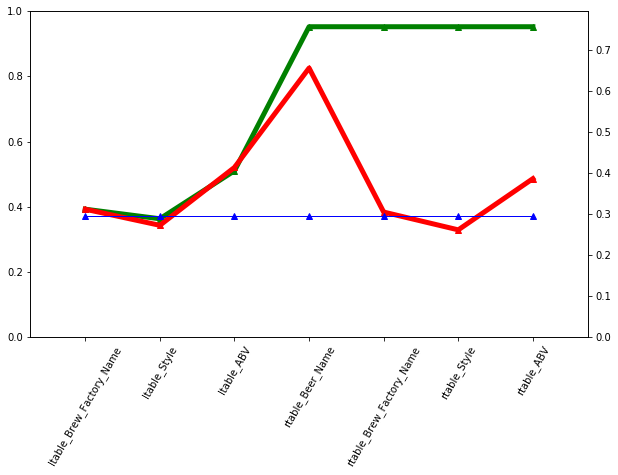 1.0
0.8
0.6
0.4
0.2
0.0
0.7
0.6
0.5
0.4
0.3
0.2
0.1
0.0
ltable_Brew_Factory_Name
ltable_Style
ltable_ABV
rtable_Beer_Name
rtable_Brew_Factory_Name
rtable_Style
rtable_ABV